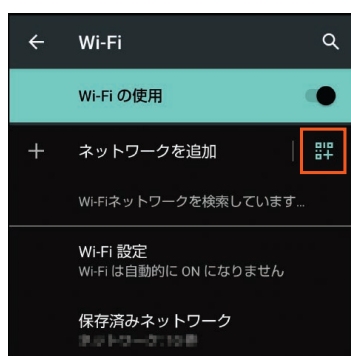 Wi-Fi
Wi-Fi の使用
ネットワークを追加
Wi-Fiネットワークを検索しています...
Wi-Fi 設定
Wi-Fi は自動的に ON になりません
保存済みネットワーク